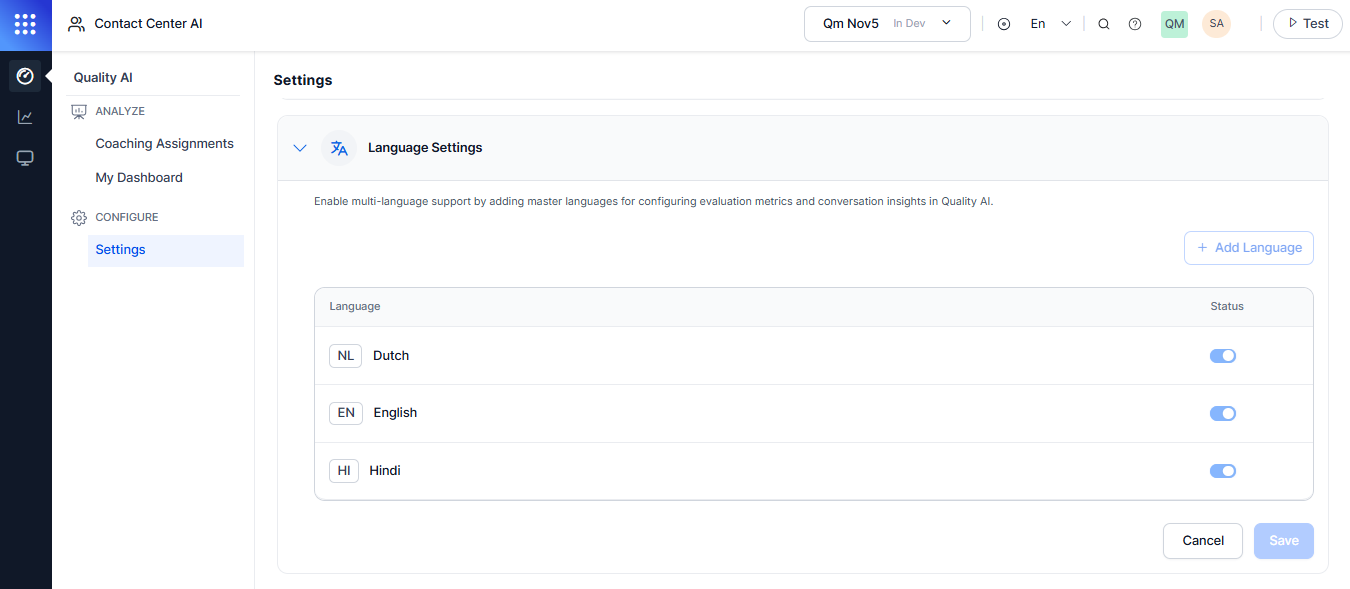 Contact Center AI
Qm Nov5 In Dev
En
QM
SA
Test
Quality AI
ANALYZE
Coaching Assignments
My Dashboard
CONFIGURE
Settings
Settings
Language Settings
Enable multi-language support by adding master languages for configuring evaluation metrics and conversation insights in Quality AI.
+ Add Language
Language Status
NL Dutch
EN English
HI Hindi
Cancel Save